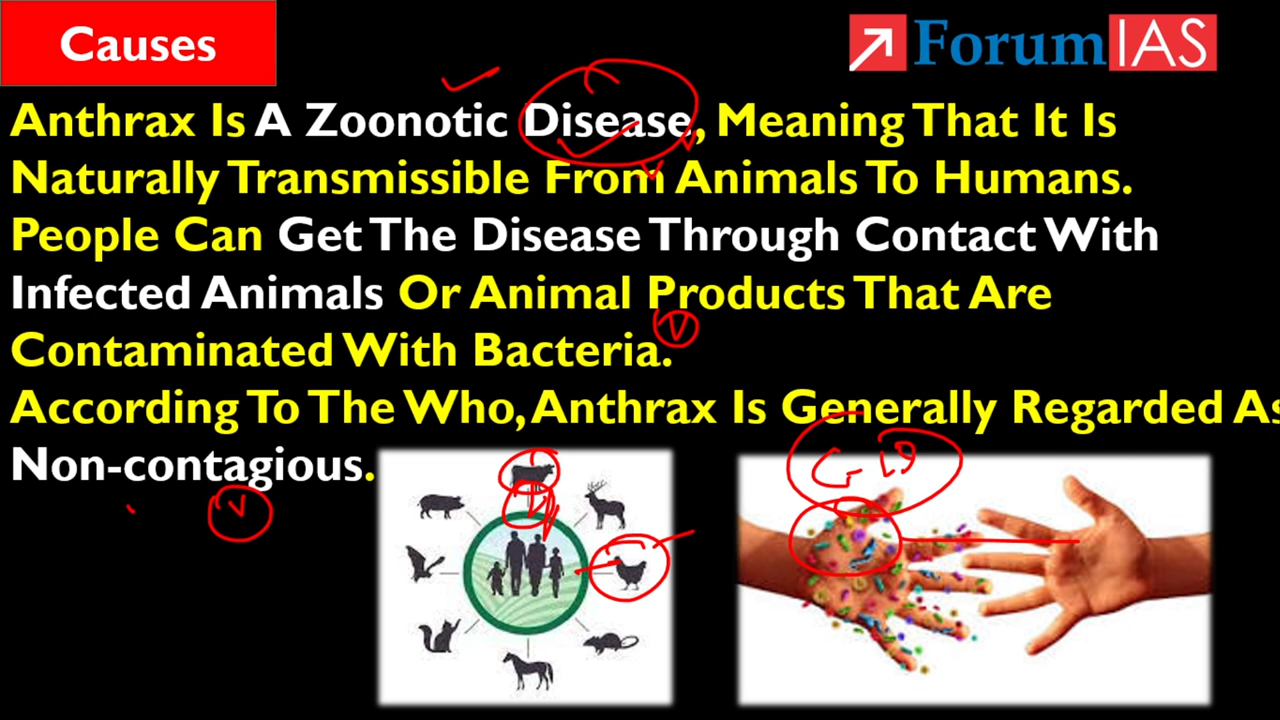 Causes
ForumIAS
Anthrax Is A Zoonotic Disease, Meaning That It Is
Naturally Transmissible From Animals To Humans.
People Can Get The Disease Through Contact With
Infected Animals Or Animal Products That Are
Contaminated With Bacteria.
According To The Who, Anthrax Is Generally Regarded As
Non-contagious.